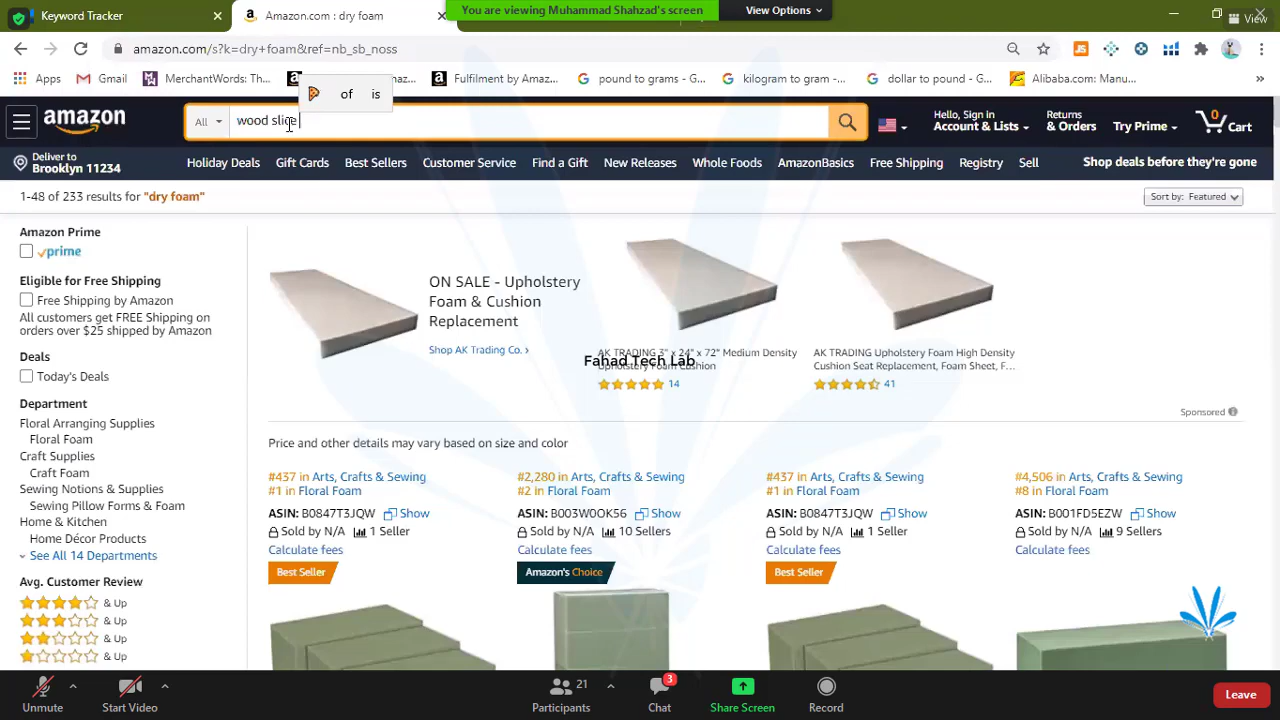 Keyword Tracker
Amazon.com : dry foam
You are viewing Muhammad Shahzad's screen
View Options
View
amazon.com/s?k=dry+foam&ref=nb_sb_noss
Apps
Gmail
MerchantWords: Th...
Fulfilment by Amaz...
pound to grams - G...
kilogram to gram -...
dollar to pound - G...
Alibaba.com: Manu...
of is
amazon
All
wood slice
Hello, Sign in
Account & Lists
Returns
& Orders
Try Prime
Cart
Deliver to
Brooklyn 11234
Holiday Deals
Gift Cards
Best Sellers
Customer Service
Find a Gift
New Releases
Whole Foods
AmazonBasics
Free Shipping
Registry
Sell
Shop deals before they're gone
1-48 of 233 results for "dry foam"
Sort by: Featured
Amazon Prime
prime
Eligible for Free Shipping
Free Shipping by Amazon
All customers get FREE Shipping on
orders over $25 shipped by Amazon
Deals
Today's Deals
Department
Floral Arranging Supplies
Floral Foam
Craft Supplies
Craft Foam
Sewing Notions & Supplies
Sewing Pillow Forms & Foam
Home & Kitchen
Home Décor Products
See All 14 Departments
Avg. Customer Review
& Up
& Up
& Up
& Up
ON SALE - Upholstery
Foam & Cushion
Replacement
Shop AK Trading Co. ›
Fahad Tech Lab
AK TRADING 3" x 24" x 72" Medium Density
Upholstery Foam Cushion
14
AK TRADING Upholstery Foam High Density
Cushion Seat Replacement, Foam Sheet, F...
41
Sponsored
Price and other details may vary based on size and color
#437 in Arts, Crafts & Sewing
#1 in Floral Foam
ASIN: B0847T3JQW Show
Sold by N/A 1 Seller
Calculate fees
Best Seller
#2,280 in Arts, Crafts & Sewing
#2 in Floral Foam
ASIN: B003WOOK56 Show
Sold by N/A 10 Sellers
Calculate fees
Amazon's Choice
#437 in Arts, Crafts & Sewing
#1 in Floral Foam
ASIN: B0847T3JQW Show
Sold by N/A 1 Seller
Calculate fees
Best Seller
#4,506 in Arts, Crafts & Sewing
#8 in Floral Foam
ASIN: B001FD5EZW Show
Sold by N/A 9 Sellers
Calculate fees
Unmute
Start Video
21
Participants
3
Chat
Share Screen
Record
Leave